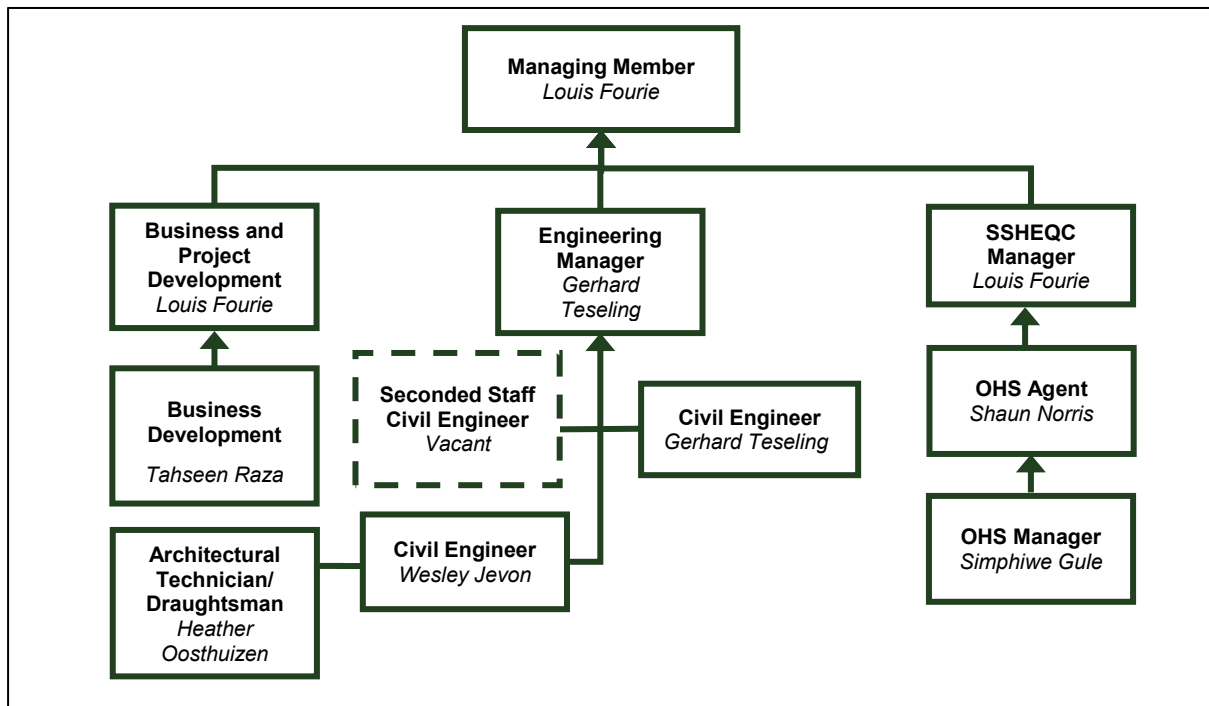 Managing Member
Louis Fourie
Business and
Project
Development
Louis Fourie
Engineering
Manager
Gerhard
Teseling
SSHEQC
Manager
Louis Fourie
Business
Development
Tahseen Raza
Seconded Staff
Civil Engineer
Vacant
Civil Engineer
Gerhard Teseling
OHS Agent
Shaun Norris
Architectural
Technician/
Draughtsman
Heather
Oosthuizen
Civil Engineer
Wesley Jevon
OHS Manager
Simphiwe Gule